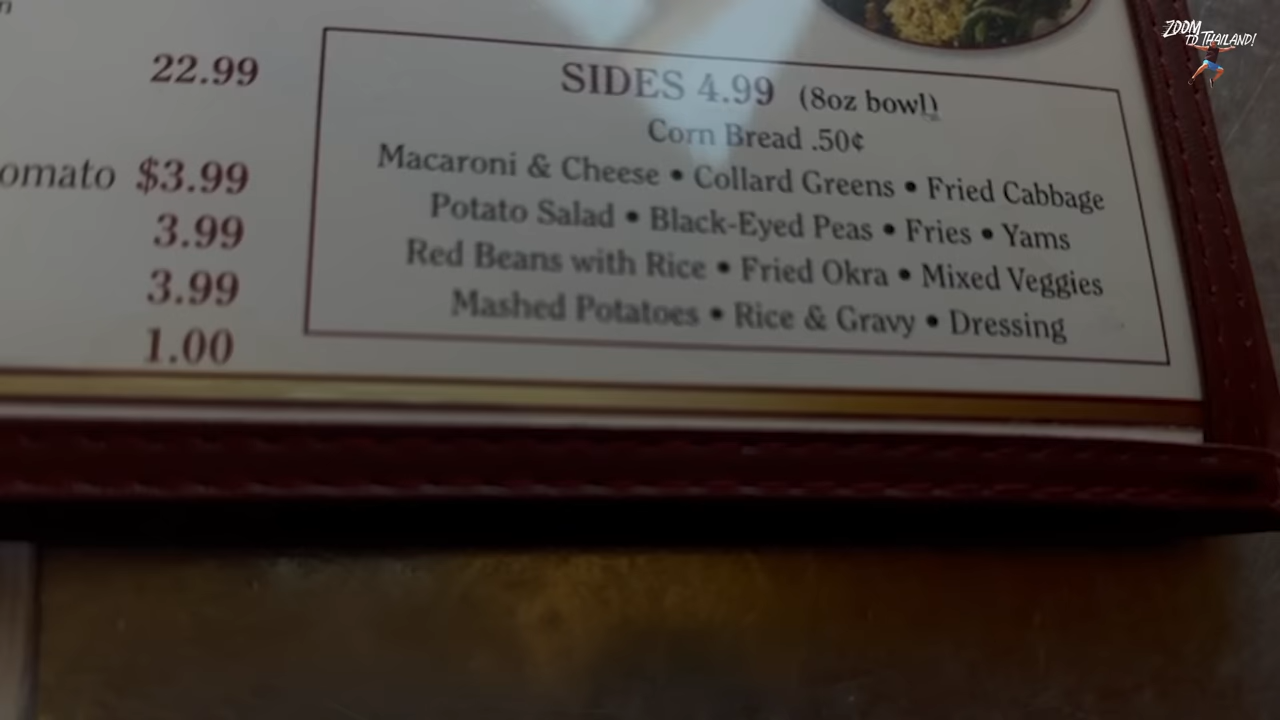 22.99
omato $3.99
3.99
3.99
1.00
SIDES 4.99 (8oz bowl)
Corn Bread .50¢
Macaroni & Cheese • Collard Greens • Fried Cabbage
Potato Salad • Black-Eyed Peas • Fries • Yams
Red Beans with Rice • Fried Okra • Mixed Veggies
Mashed Potatoes • Rice & Gravy • Dressing
ZOOM
TO THAILAND!